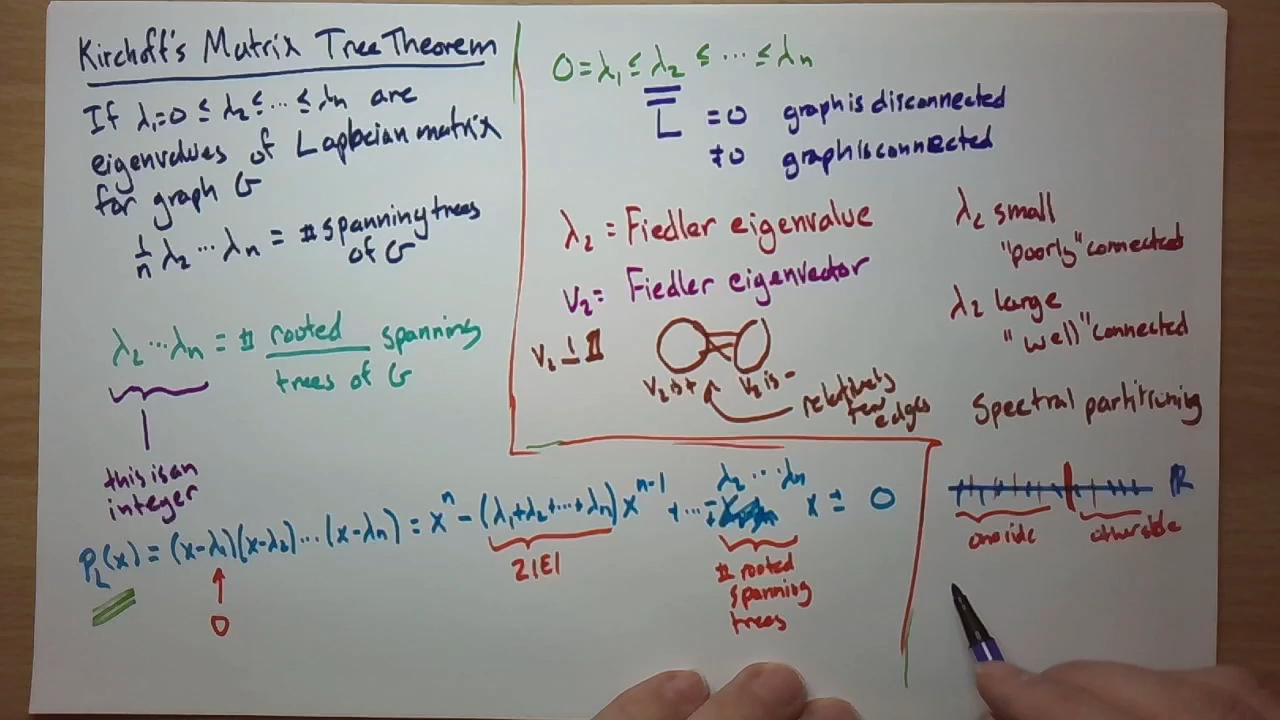 Kirchoff's Matrix Tree Theorem
If λ₁=0 ≤ λ₂ ≤ ··· ≤ λn are
eigenvalues of Laplacian matrix
for graph G
1/n λ₂ ··· λn = # spanning trees
of G
λ₂ ··· λn = # rooted spanning
trees of G
this is an
integer
0 = λ₁ ≤ λ₂ ≤ ··· ≤ λn
= 0 graph is disconnected
≠ 0 graph is connected
λ₂ = Fiedler eigenvalue
v₂ = Fiedler eigenvector
v₂ ⊥ 𝟙
v₂ is +
v₂ is -
relatively
few
edges
λ₂ small
"poorly" connected
λ₂ large
"well" connected
Spectral partitioning
ℝ
one side
other side
p_L(x) = (x-λ₁)(x-λ₂)···(x-λn) = xⁿ - (λ₁+λ₂+···+λn)xⁿ⁻¹ + ··· ± λ₂ ··· λn x ± 0
0
2|E|
# rooted
spanning
trees